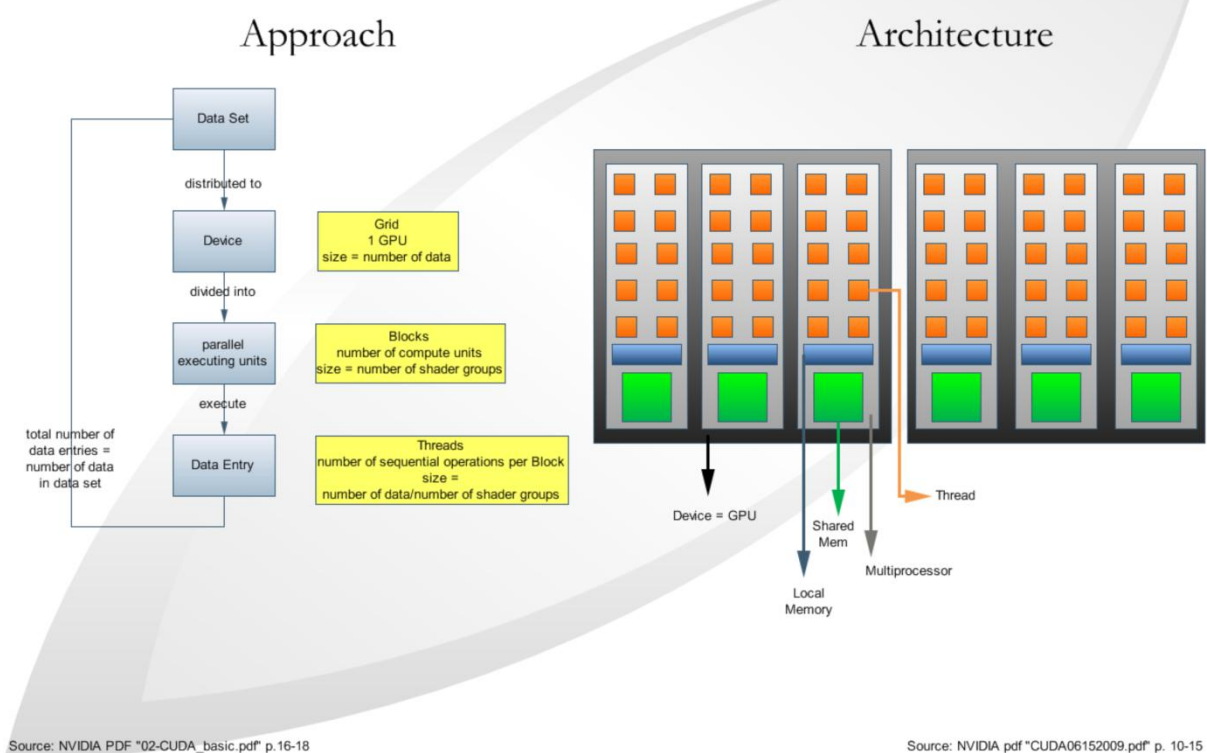 Approach
Architecture
Data Set
distributed to
Device
Grid
1 GPU
size = number of data
divided into
parallel
executing units
Blocks
number of compute units
size = number of shader groups
execute
total number of
data entries =
number of data
in data set
Data Entry
Threads
number of sequential operations per Block
size =
number of data/number of shader groups
Device = GPU
Shared
Mem
Thread
Multiprocessor
Local
Memory
Source: NVIDIA PDF "02-CUDA_basic.pdf" p.16-18
Source: NVIDIA pdf "CUDA06152009.pdf" p. 10-15